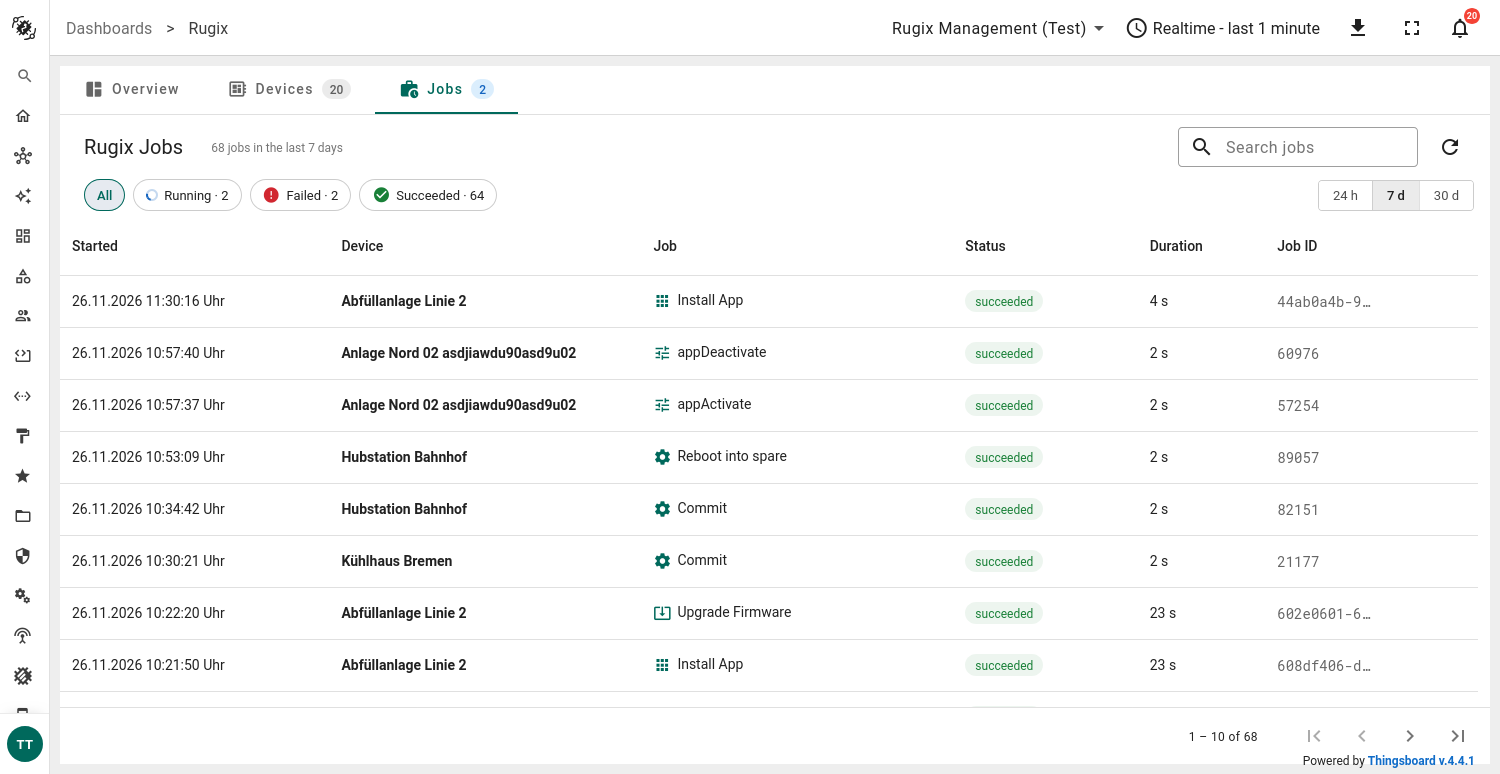 Dashboards > Rugix
Rugix Management (Test)
Realtime - last 1 minute
20
Overview
Devices 20
Jobs 2
Rugix Jobs
68 jobs in the last 7 days
Search jobs
All
Running · 2
Failed · 2
Succeeded · 64
24 h
7 d
30 d
Started Device Job Status Duration Job ID
26.11.2026 11:30:16 Uhr Abfüllanlage Linie 2 Install App succeeded 4 s 44ab0a4b-9…
26.11.2026 10:57:40 Uhr Anlage Nord 02 asdjiawdu90asd9u02 appDeactivate succeeded 2 s 60976
26.11.2026 10:57:37 Uhr Anlage Nord 02 asdjiawdu90asd9u02 appActivate succeeded 2 s 57254
26.11.2026 10:53:09 Uhr Hubstation Bahnhof Reboot into spare succeeded 2 s 89057
26.11.2026 10:34:42 Uhr Hubstation Bahnhof Commit succeeded 2 s 82151
26.11.2026 10:30:21 Uhr Kühlhaus Bremen Commit succeeded 2 s 21177
26.11.2026 10:22:20 Uhr Abfüllanlage Linie 2 Upgrade Firmware succeeded 23 s 602e0601-6…
26.11.2026 10:21:50 Uhr Abfüllanlage Linie 2 Install App succeeded 23 s 608df406-d…
1 – 10 of 68
TT
Powered by Thingsboard v.4.4.1